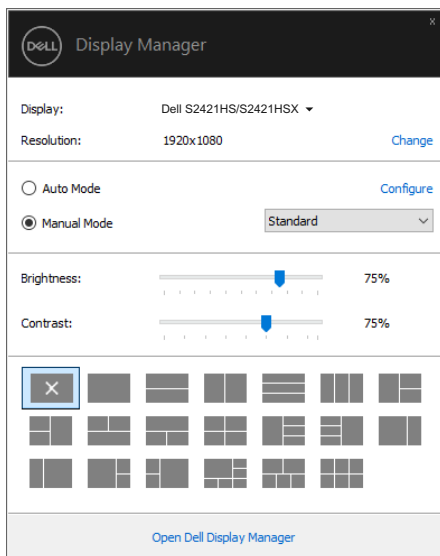 x
DELL Display Manager
Display: Dell S2421HS/S2421HSX
Resolution: 1920x1080 Change
Auto Mode Configure
Manual Mode Standard
Brightness: 75%
Contrast: 75%
Open Dell Display Manager